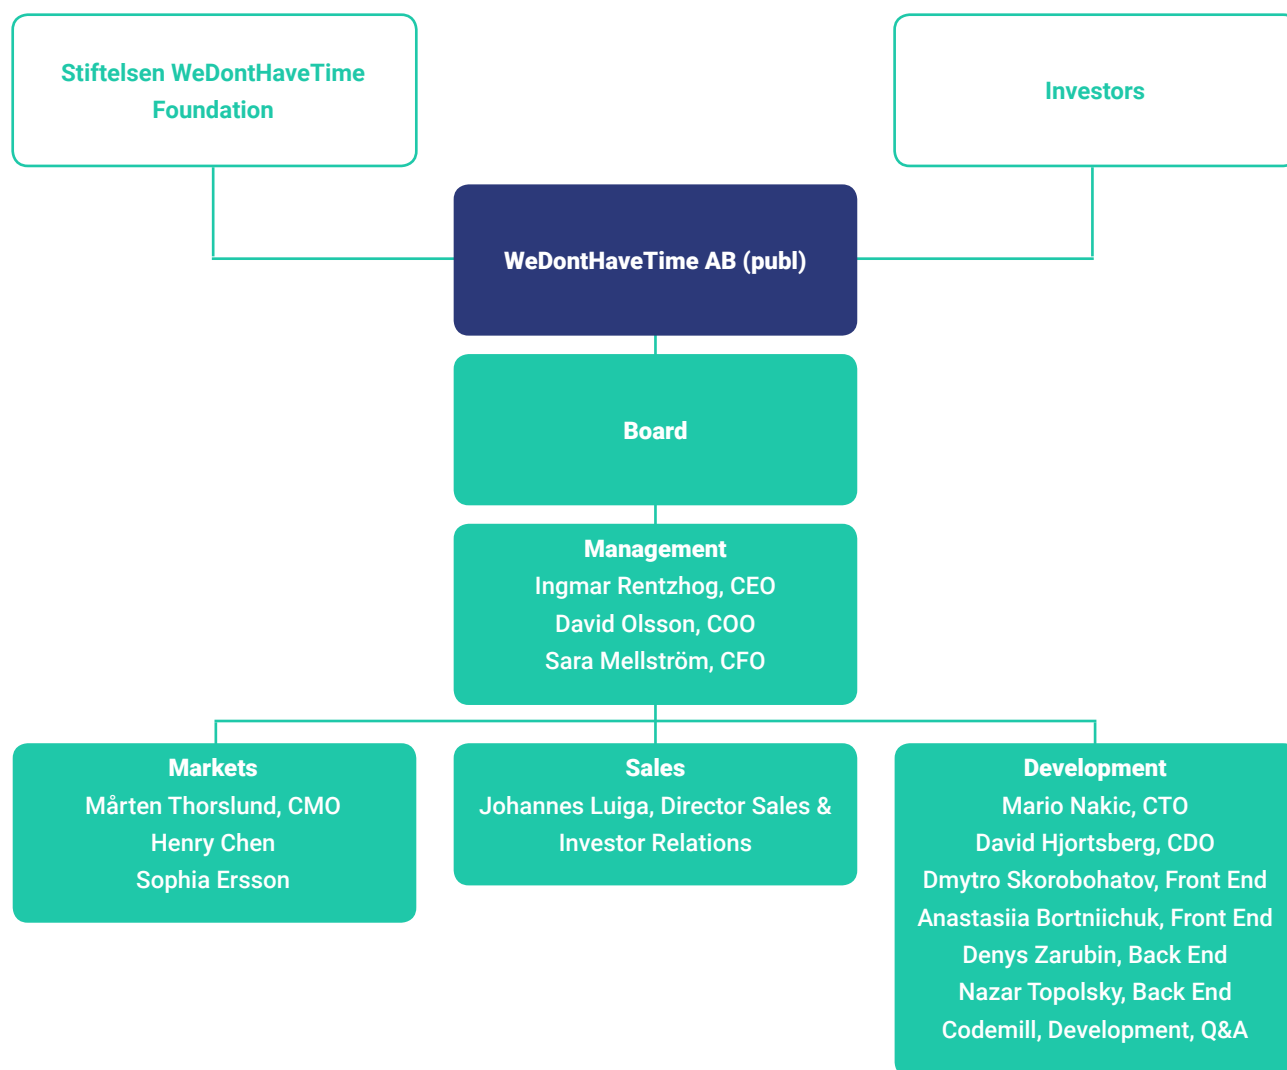 Stiftelsen WeDontHaveTime
Foundation
Investors
WeDontHaveTime AB (publ)
Board
Management
Ingmar Rentzhog, CEO
David Olsson, COO
Sara Mellström, CFO
Markets
Mårten Thorslund, CMO
Henry Chen
Sophia Ersson
Sales
Johannes Luiga, Director Sales &
Investor Relations
Development
Mario Nakic, CTO
David Hjortsberg, CDO
Dmytro Skorobohatov, Front End
Anastasiia Bortniichuk, Front End
Denys Zarubin, Back End
Nazar Topolsky, Back End
Codemill, Development, Q&A